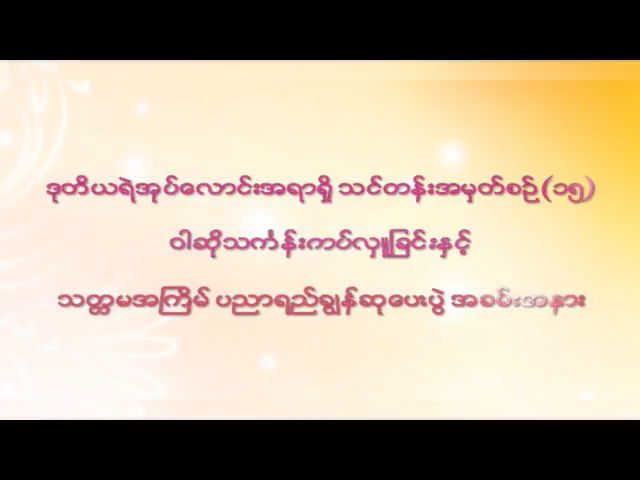 ဒုတိယရဲအုပ်လောင်းအရာရှိ သင်တန်းအမှတ်စဉ်(၁၅)
ဝါဆိုသင်္ကန်းကပ်လှူခြင်းနှင့်
သတ္တမအကြိမ် ပညာရည်ချွန်ဆုပေးပွဲ အခမ်းအနား